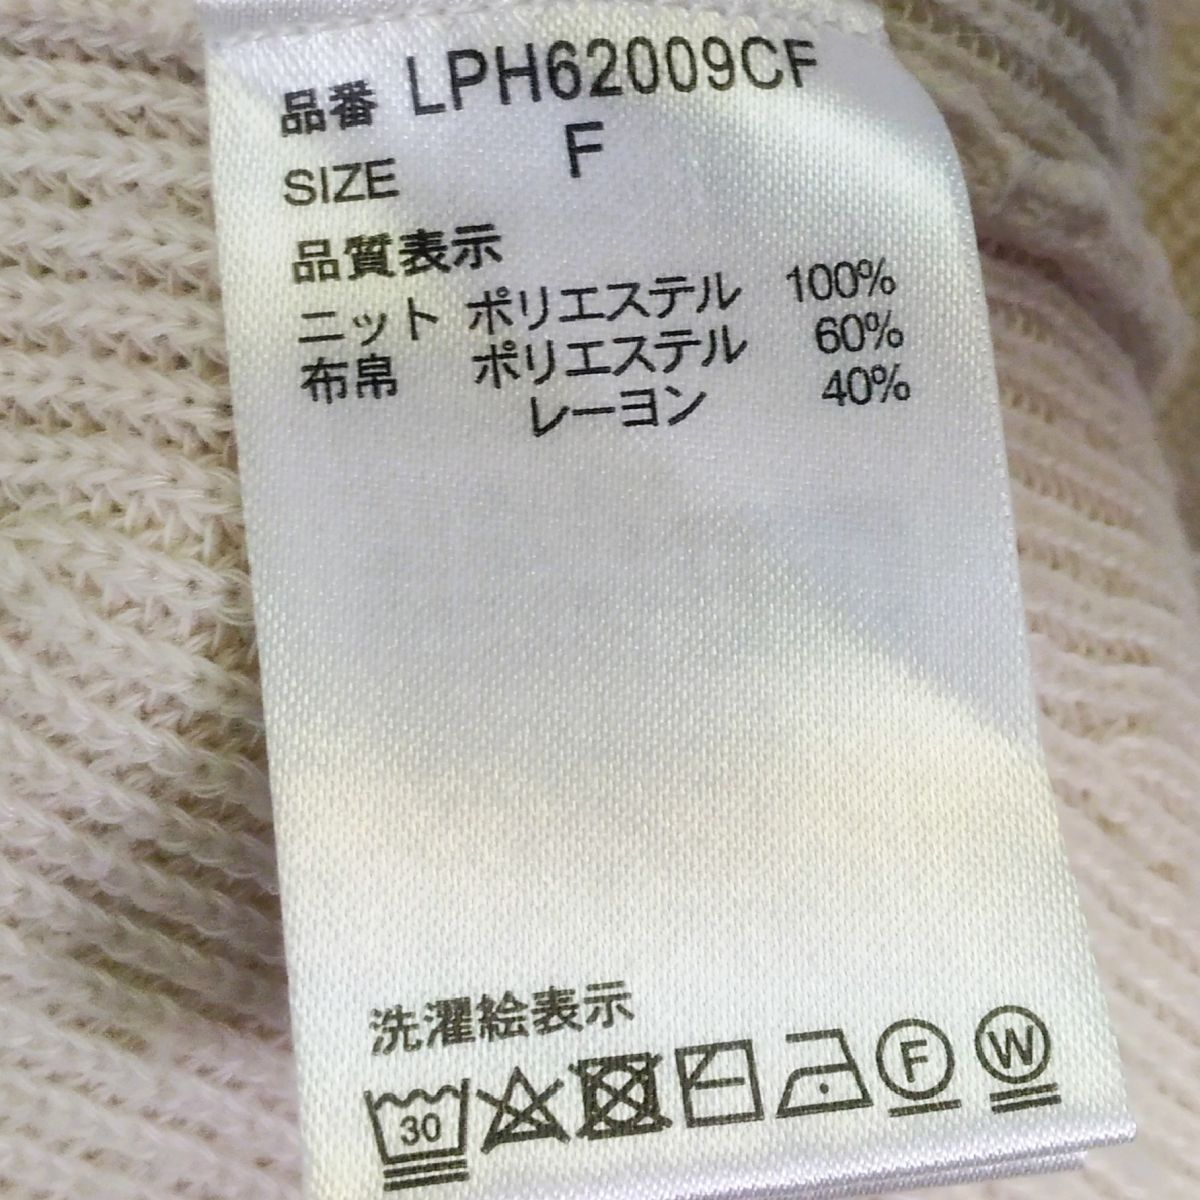 品番 LPH62009CF
SIZE F
品質表示
ニット ポリエステル 100%
布帛 ポリエステル 60%
レーヨン 40%
洗濯絵表示
30 F W